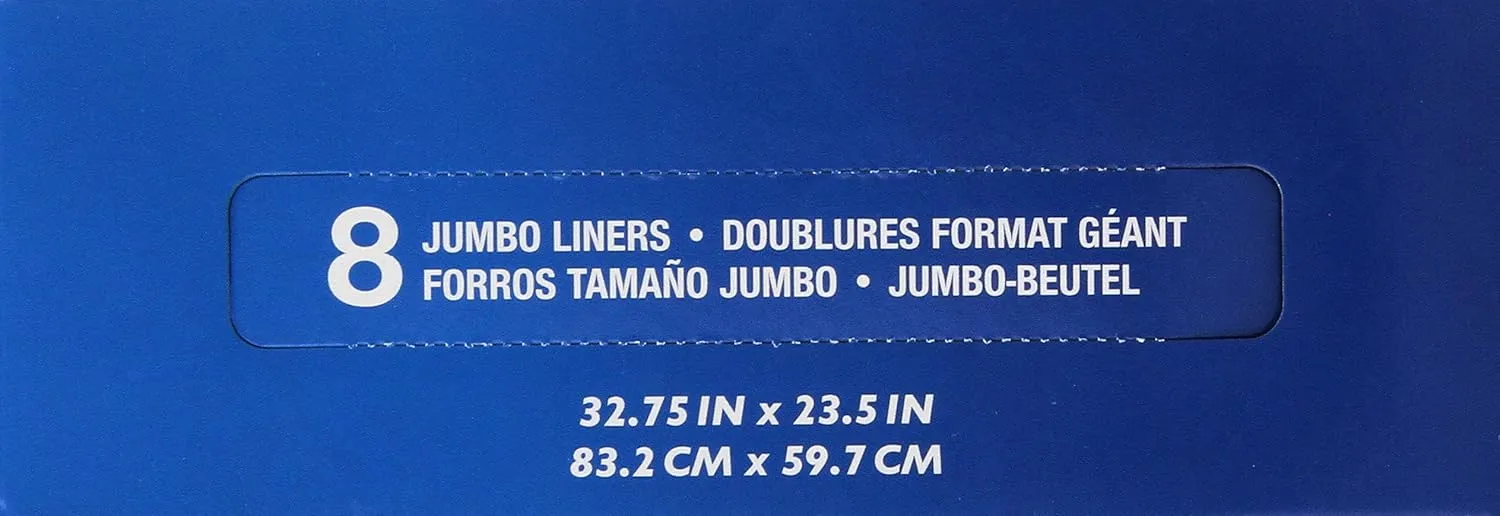 8 JUMBO LINERS • DOUBLURES FORMAT GÉANT
FORROS TAMAÑO JUMBO • JUMBO-BEUTEL
32.75 IN x 23.5 IN
83.2 CM x 59.7 CM